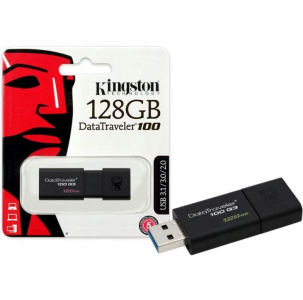 Kingston
TECHNOLOGY
128GB
DataTraveler 100
DataTraveler
100 G3
128GB
USB 3.1/3.0/2.0
DataTraveler
100 G3
128GB